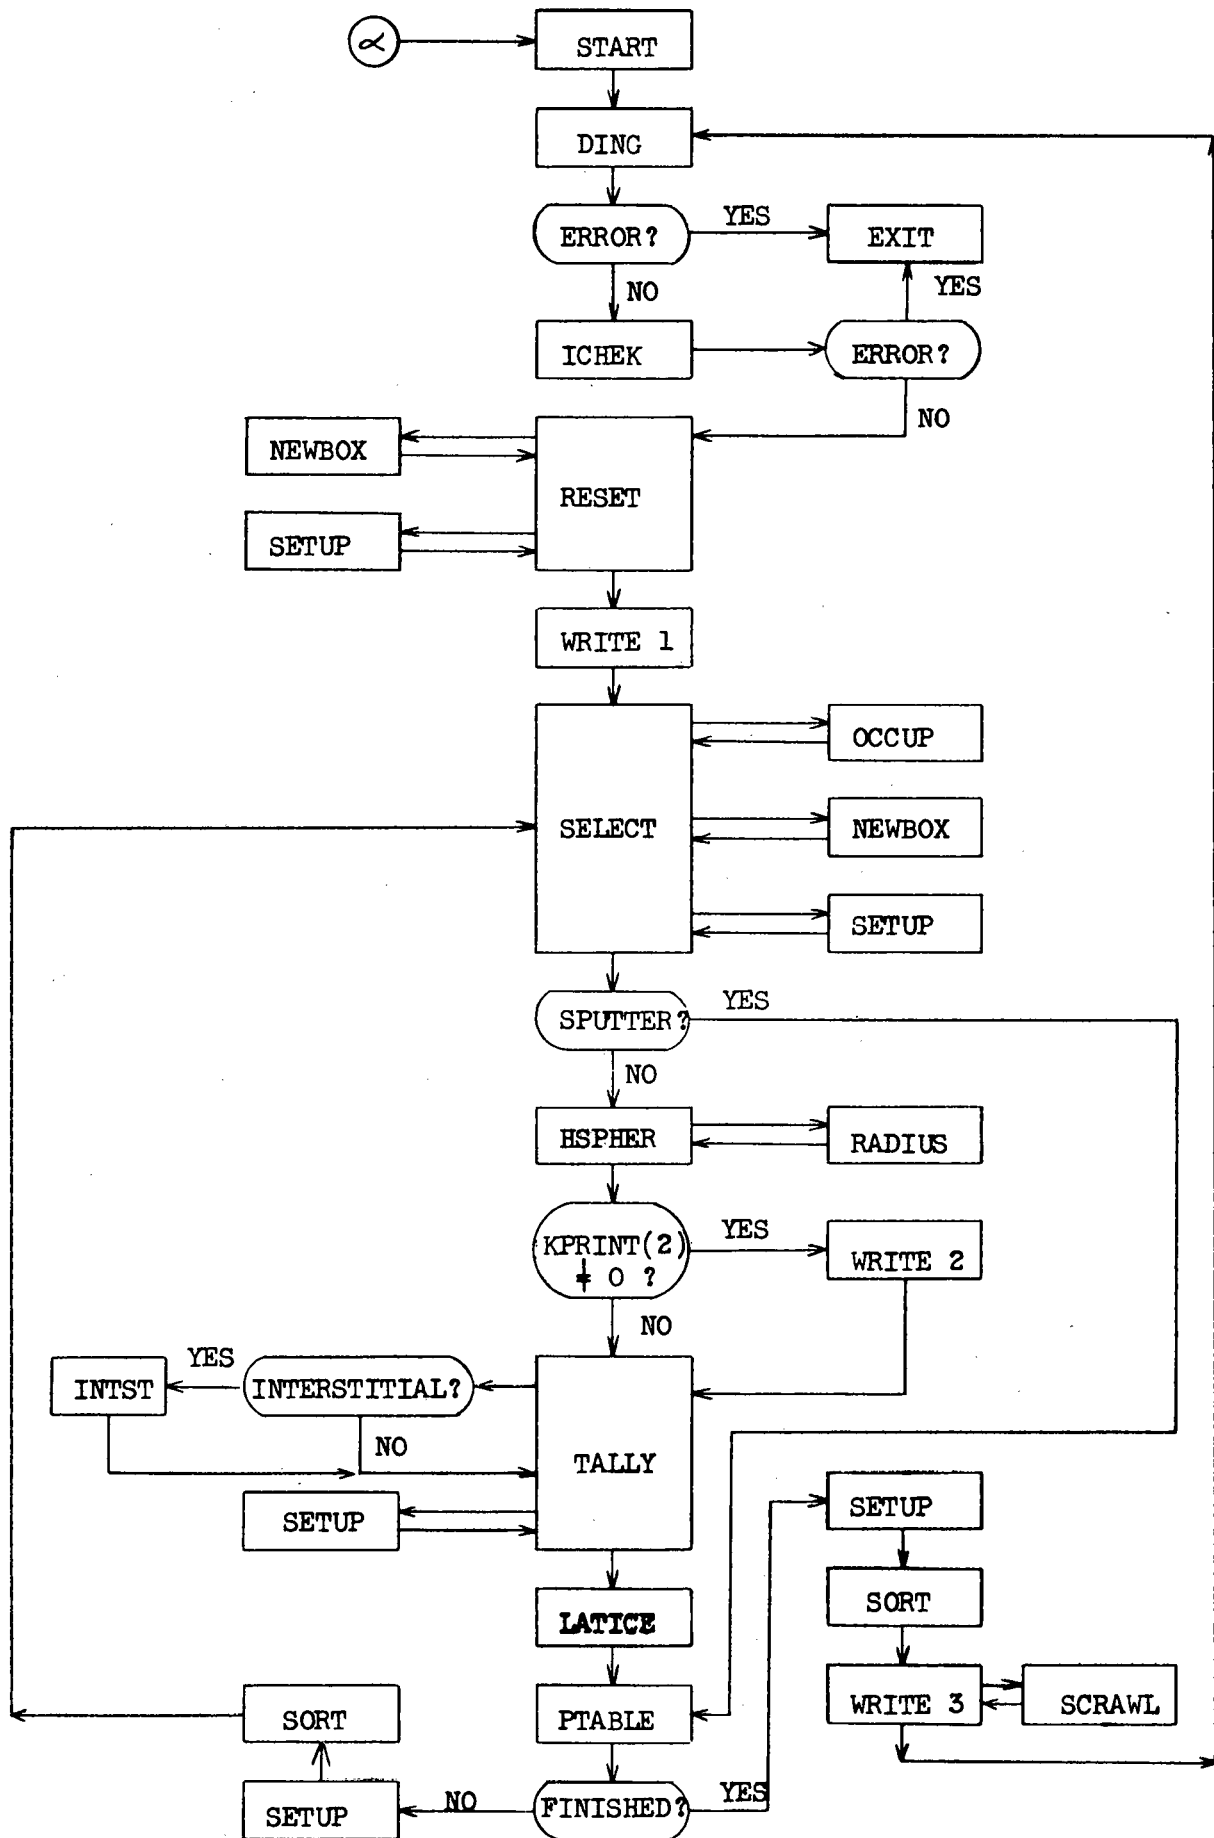 α
START
DING
ERROR?
YES
EXIT
NO
YES
ICHEK
ERROR?
NO
NEWBOX
RESET
SETUP
WRITE 1
OCCUP
SELECT
NEWBOX
SETUP
SPUTTER?
YES
NO
HSPHER
RADIUS
KPRINT(2)
≠ 0 ?
YES
WRITE 2
NO
INTST
YES
INTERSTITIAL?
NO
TALLY
SETUP
SETUP
LATICE
SORT
SORT
PTABLE
WRITE 3
SCRAWL
SETUP
NO
FINISHED?
YES